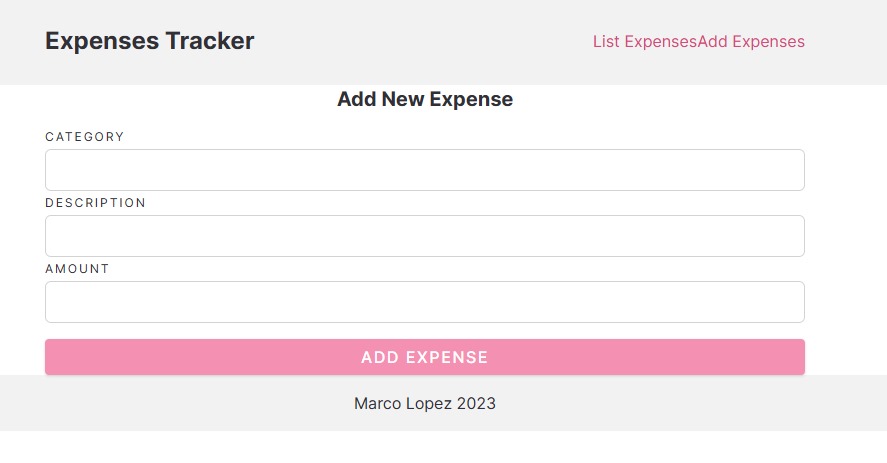 Expenses Tracker
List ExpensesAdd Expenses
Add New Expense
CATEGORY
DESCRIPTION
AMOUNT
ADD EXPENSE
Marco Lopez 2023